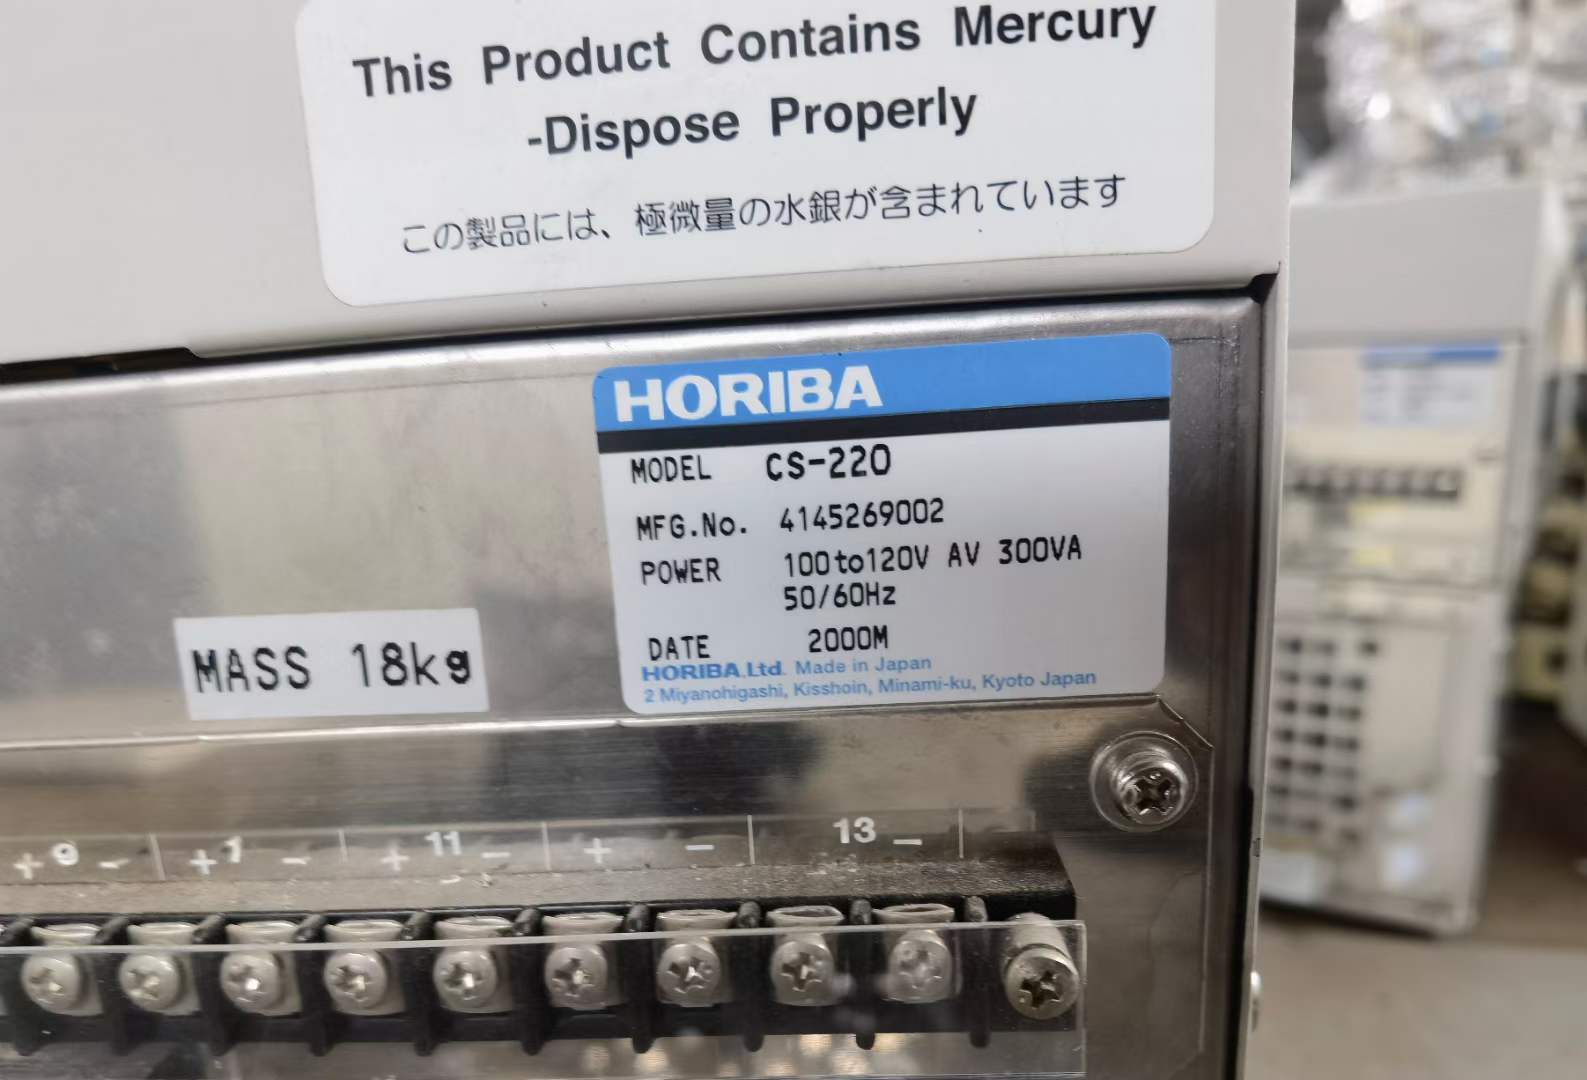 This Product Contains Mercury
-Dispose Properly
この製品には、極微量の水銀が含まれています
HORIBA
MODEL CS-220
MFG.No. 4145269002
POWER 100to120V AV 300VA
50/60Hz
DATE 2000M
HORIBA,Ltd. Made in Japan
2 Miyanohigashi, Kisshoin, Minami-ku, Kyoto Japan
MASS 18kg
+ 9 - + 1 - + 11 - + - 13 -